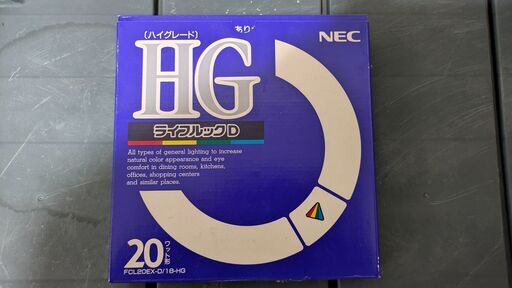 (ハイグレード)
あり
NEC
HG
ライフルックD
All types of general lighting to increase
natural color appearance and eye
comfort in dining rooms, kitchens,
offices, shopping centers
and similar places.
20ワット形
FCL20EX-D/18-HG